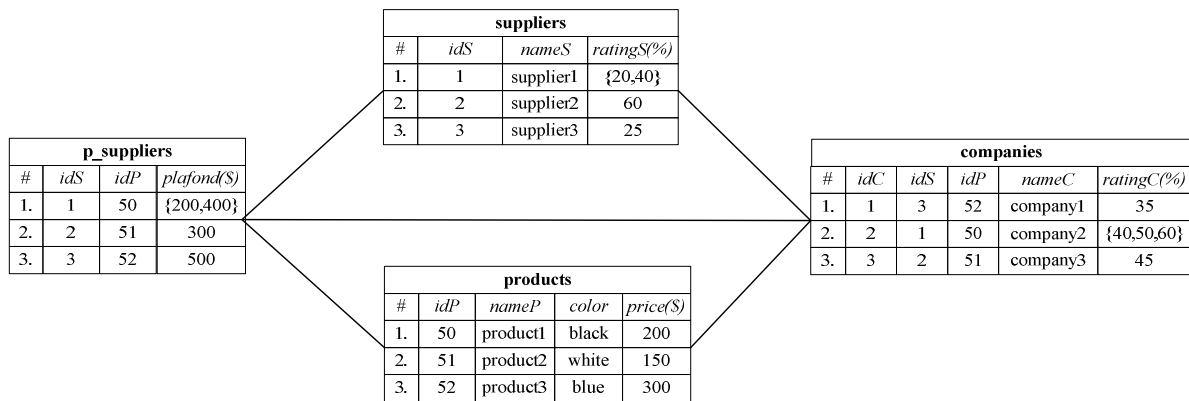 suppliers
# idS nameS ratingS(%)
1. 1 supplier1 {20,40}
2. 2 supplier2 60
3. 3 supplier3 25
p_suppliers
# idS idP plafond($)
1. 1 50 {200,400}
2. 2 51 300
3. 3 52 500
companies
# idC idS idP nameC ratingC(%)
1. 1 3 52 company1 35
2. 2 1 50 company2 {40,50,60}
3. 3 2 51 company3 45
products
# idP nameP color price($)
1. 50 product1 black 200
2. 51 product2 white 150
3. 52 product3 blue 300